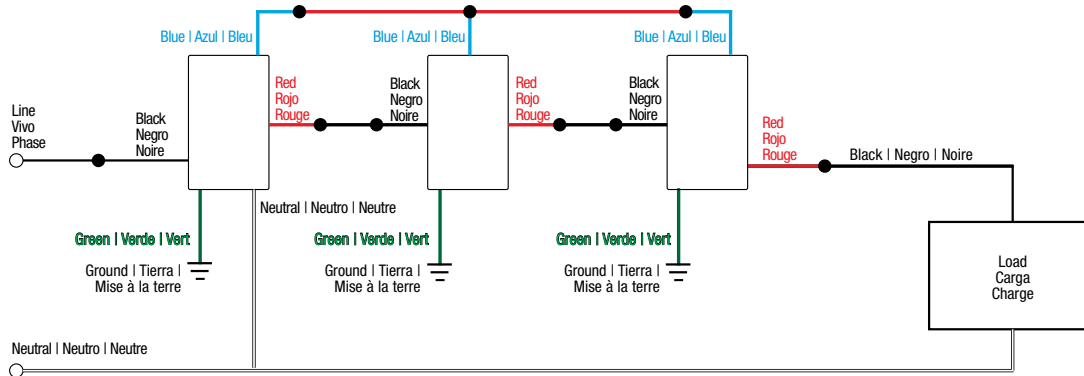 Blue | Azul | Bleu
Blue | Azul | Bleu
Blue | Azul | Bleu
Line
Vivo
Phase
Black
Negro
Noire
Red
Rojo
Rouge
Black
Negro
Noire
Red
Rojo
Rouge
Black
Negro
Noire
Red
Rojo
Rouge
Black | Negro | Noire
Neutral | Neutro | Neutre
Green | Verde | Vert
Green | Verde | Vert
Green | Verde | Vert
Ground | Tierra |
Mise à la terre
Ground | Tierra |
Mise à la terre
Ground | Tierra |
Mise à la terre
Load
Carga
Charge
Neutral | Neutro | Neutre